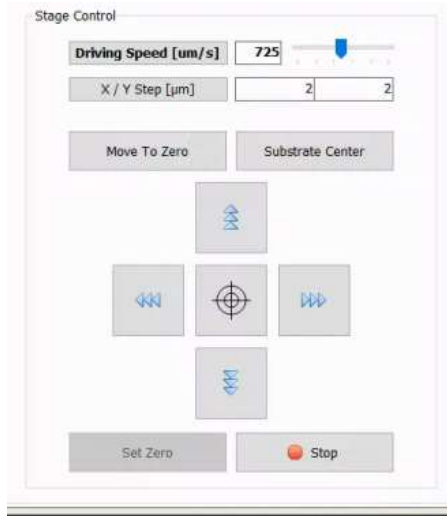 Stage Control
Driving Speed [um/s] 725
X / Y Step [µm] 2 2
Move To Zero Substrate Center
Set Zero Stop